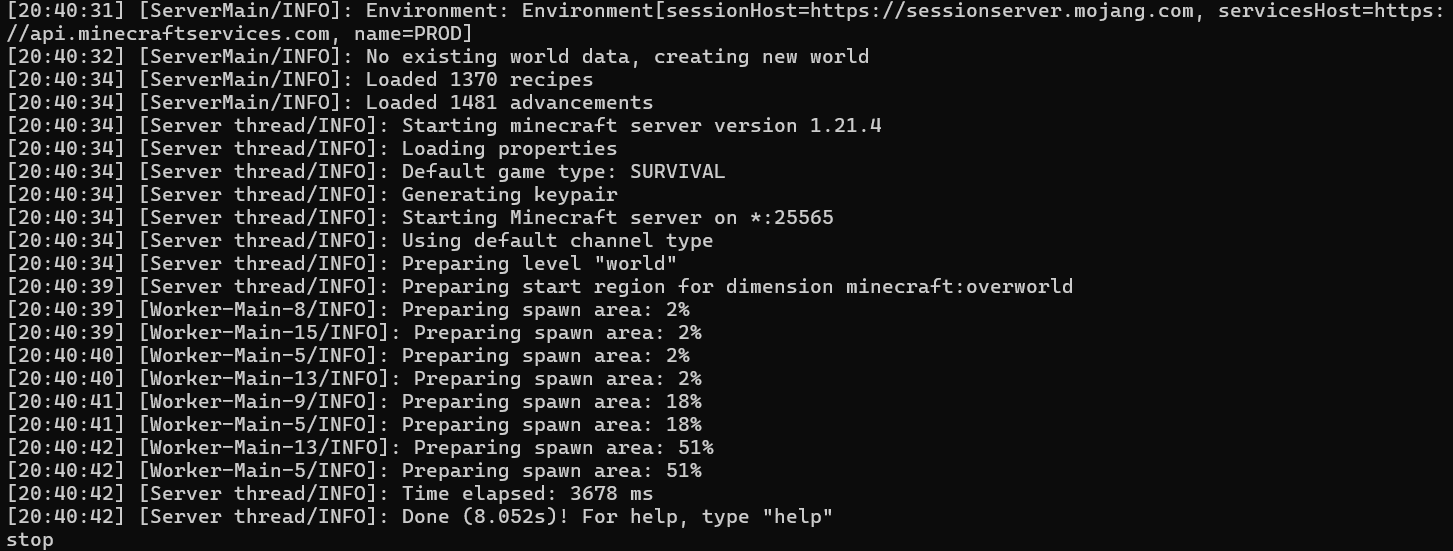 [20:40:31] [ServerMain/INFO]: Environment: Environment[sessionHost=https://sessionserver.mojang.com, servicesHost=https:
//api.minecraftservices.com, name=PROD]
[20:40:32] [ServerMain/INFO]: No existing world data, creating new world
[20:40:34] [ServerMain/INFO]: Loaded 1370 recipes
[20:40:34] [ServerMain/INFO]: Loaded 1481 advancements
[20:40:34] [Server thread/INFO]: Starting minecraft server version 1.21.4
[20:40:34] [Server thread/INFO]: Loading properties
[20:40:34] [Server thread/INFO]: Default game type: SURVIVAL
[20:40:34] [Server thread/INFO]: Generating keypair
[20:40:34] [Server thread/INFO]: Starting Minecraft server on *:25565
[20:40:34] [Server thread/INFO]: Using default channel type
[20:40:34] [Server thread/INFO]: Preparing level "world"
[20:40:39] [Server thread/INFO]: Preparing start region for dimension minecraft:overworld
[20:40:39] [Worker-Main-8/INFO]: Preparing spawn area: 2%
[20:40:39] [Worker-Main-15/INFO]: Preparing spawn area: 2%
[20:40:40] [Worker-Main-5/INFO]: Preparing spawn area: 2%
[20:40:40] [Worker-Main-13/INFO]: Preparing spawn area: 2%
[20:40:41] [Worker-Main-9/INFO]: Preparing spawn area: 18%
[20:40:41] [Worker-Main-5/INFO]: Preparing spawn area: 18%
[20:40:42] [Worker-Main-13/INFO]: Preparing spawn area: 51%
[20:40:42] [Worker-Main-5/INFO]: Preparing spawn area: 51%
[20:40:42] [Server thread/INFO]: Time elapsed: 3678 ms
[20:40:42] [Server thread/INFO]: Done (8.052s)! For help, type "help"
stop